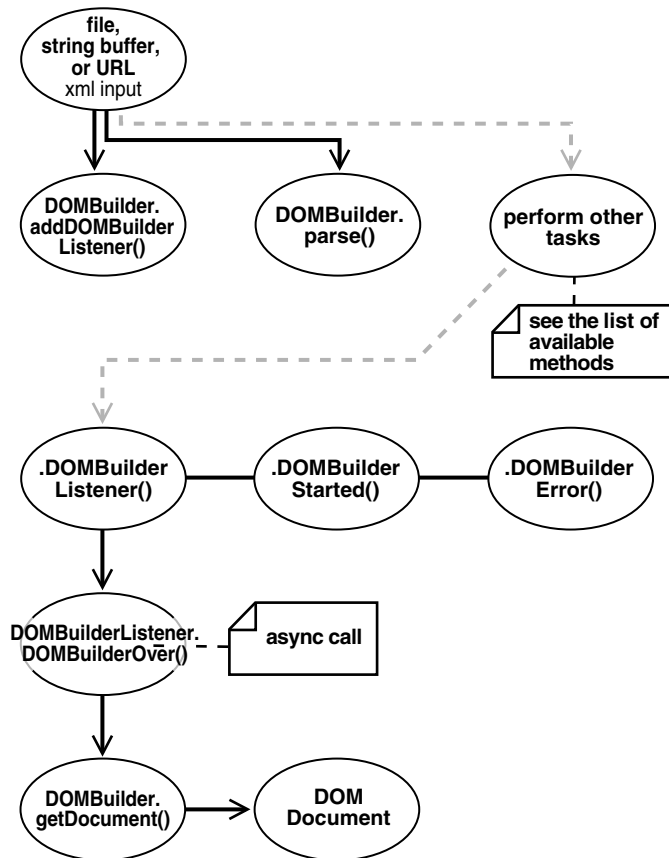 file,
string buffer,
or URL
xml input
DOMBuilder.
addDOMBuilder
Listener()
DOMBuilder.
parse()
perform other
tasks
see the list of
available
methods
.DOMBuilder
Listener()
.DOMBuilder
Started()
.DOMBuilder
Error()
DOMBuilderListener.
DOMBuilderOver()
async call
DOMBuilder.
getDocument()
DOM
Document